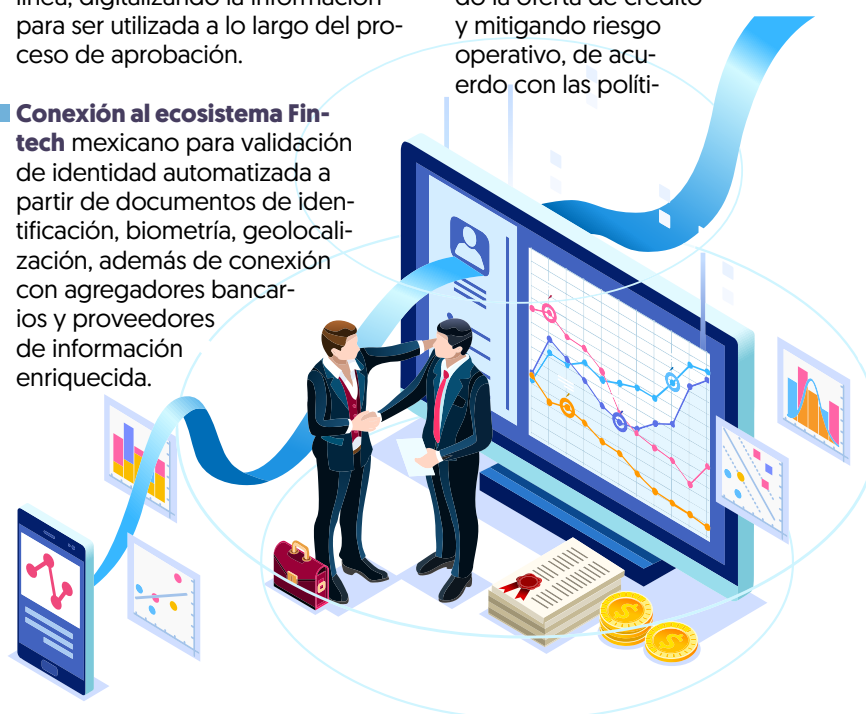 línea, digitalizando la información
para ser utilizada a lo largo del pro-
ceso de aprobación.
Conexión al ecosistema Fin-
tech mexicano para validación
de identidad automatizada a
partir de documentos de iden-
tificación, biometría, geolocali-
zación, además de conexión
con agregadores bancar-
ios y proveedores
de información
enriquecida.
do la oferta de crédito
y mitigando riesgo
operativo, de acu-
erdo con las políti-